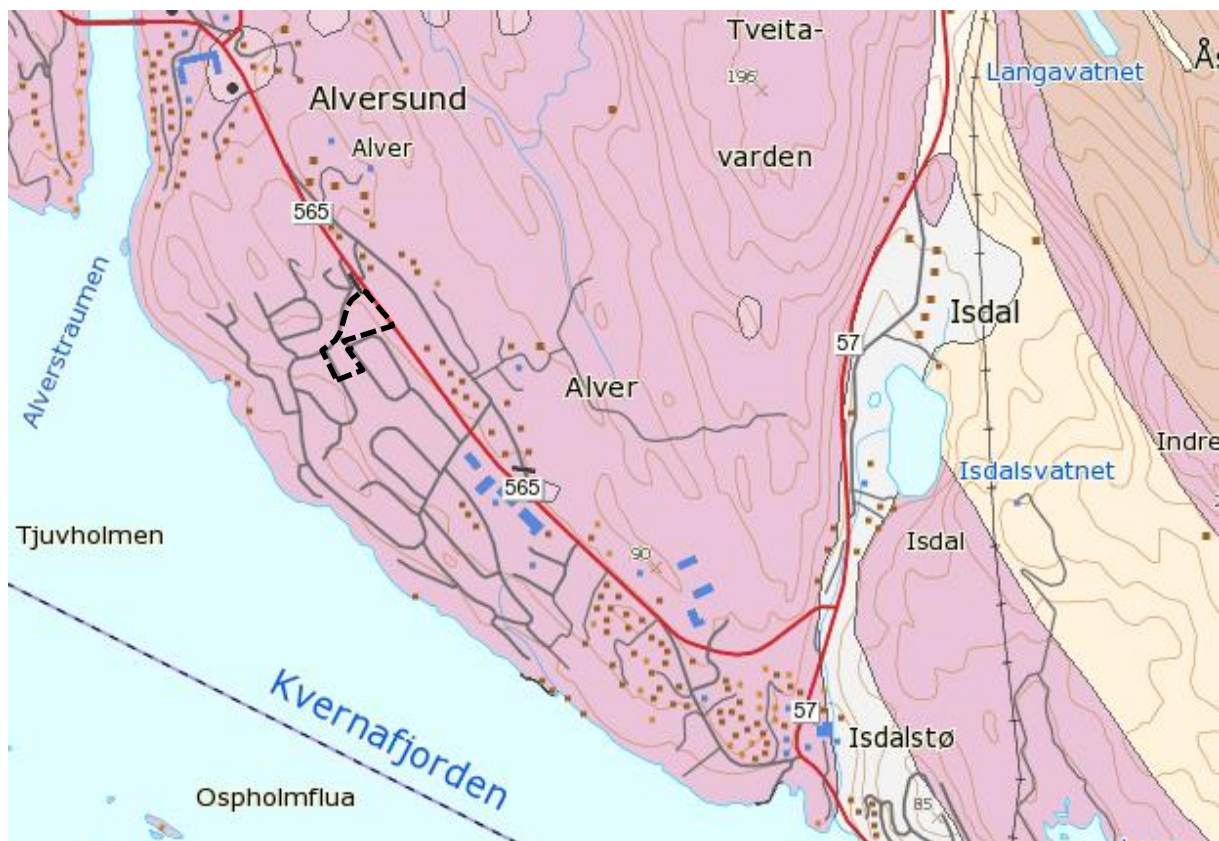 Tveita-
196
Langavatnet
Alversund
Alver
varden
565
Alverstraumen
57
Isdal
Alver
Indre
Isdalsvatnet
565
Tjuvholmen
Isdal
90
Kvernafjorden
57
Isdalstø
Ospholmflua
85